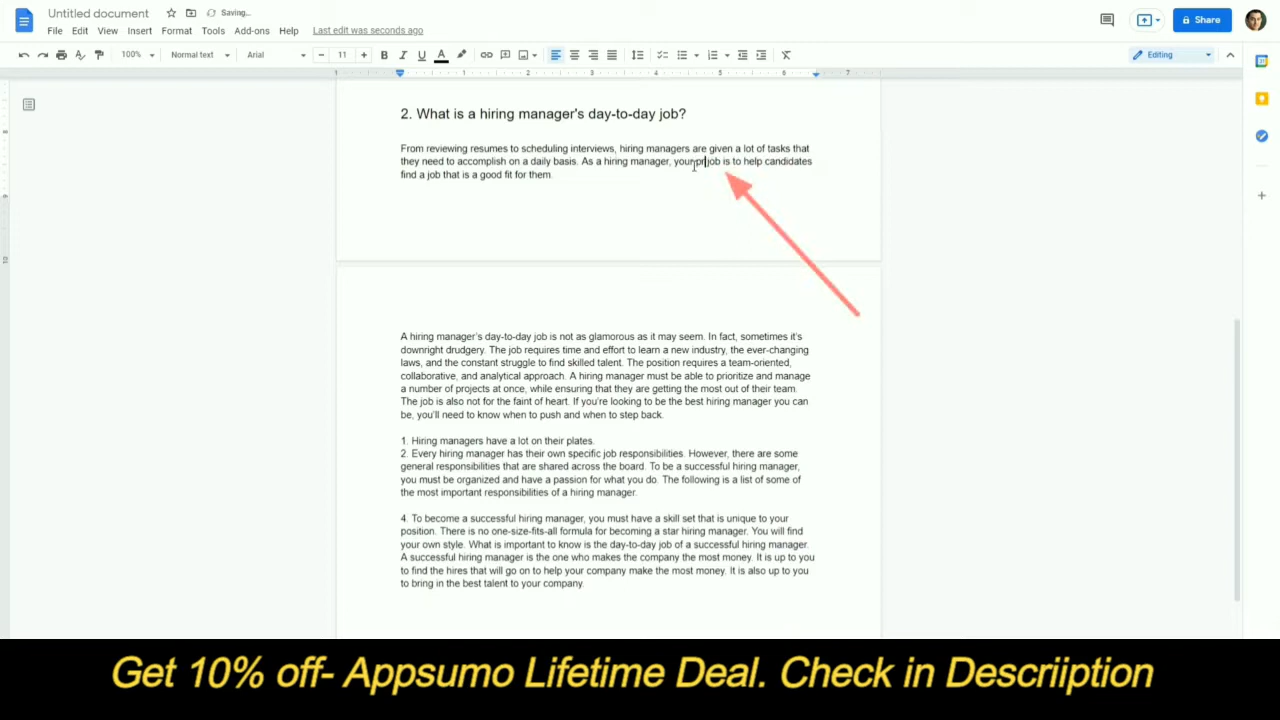 Untitled document
Saving...
File Edit View Insert Format Tools Add-ons Help Last edit was seconds ago
Share
100% Normal text Arial 11 Editing
1 1 2 3 4 5 6 7
2. What is a hiring manager's day-to-day job?
From reviewing resumes to scheduling interviews, hiring managers are given a lot of tasks that
they need to accomplish on a daily basis. As a hiring manager, your prijob is to help candidates
find a job that is a good fit for them.
A hiring manager's day-to-day job is not as glamorous as it may seem. In fact, sometimes it's
downright drudgery. The job requires time and effort to learn a new industry, the ever-changing
laws, and the constant struggle to find skilled talent. The position requires a team-oriented,
collaborative, and analytical approach. A hiring manager must be able to prioritize and manage
a number of projects at once, while ensuring that they are getting the most out of their team.
The job is also not for the faint of heart. If you're looking to be the best hiring manager you can
be, you'll need to know when to push and when to step back.
1. Hiring managers have a lot on their plates.
2. Every hiring manager has their own specific job responsibilities. However, there are some
general responsibilities that are shared across the board. To be a successful hiring manager,
you must be organized and have a passion for what you do. The following is a list of some of
the most important responsibilities of a hiring manager.
4. To become a successful hiring manager, you must have a skill set that is unique to your
position. There is no one-size-fits-all formula for becoming a star hiring manager. You will find
your own style. What is important to know is the day-to-day job of a successful hiring manager.
A successful hiring manager is the one who makes the company the most money. It is up to you
to find the hires that will go on to help your company make the most money. It is also up to you
to bring in the best talent to your company.
Get 10% off- Appsumo Lifetime Deal. Check in Descriiption